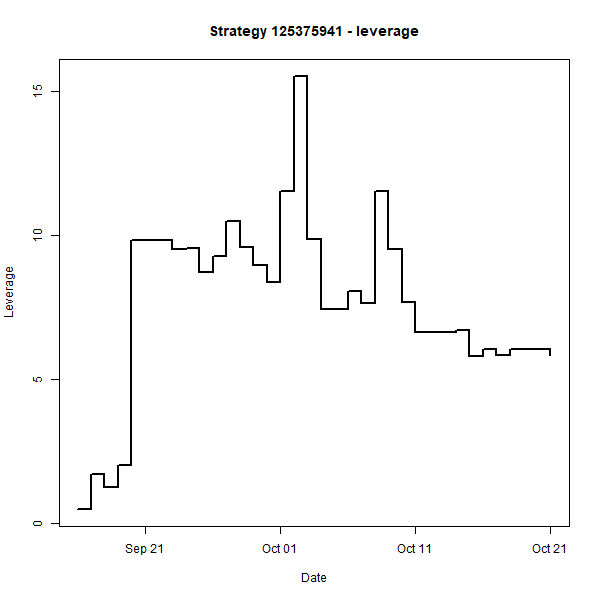 Strategy 125375941 - leverage
Leverage
15
10
5
0
Sep 21
Oct 01
Oct 11
Oct 21
Date